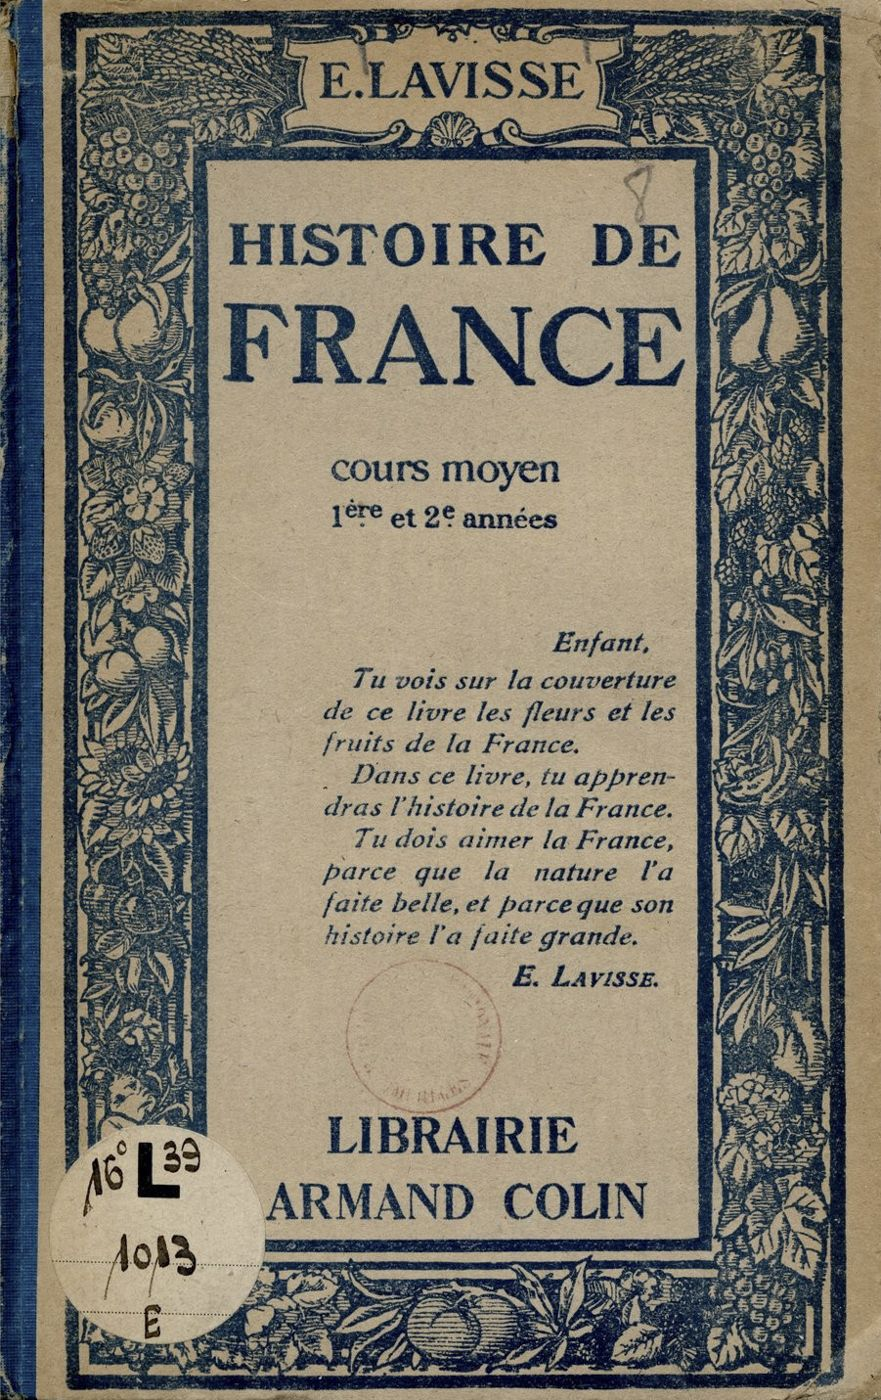 E. LAVISSE
8
HISTOIRE DE
FRANCE
cours moyen
1ère et 2e années
Enfant,
Tu vois sur la couverture
de ce livre les fleurs et les
fruits de la France.
Dans ce livre, tu appren-
dras l'histoire de la France.
Tu dois aimer la France,
parce que la nature l'a
faite belle, et parce que son
histoire l'a faite grande.
E. LAVISSE.
LIBRAIRIE
ARMAND COLIN
16° L 39
1013
E